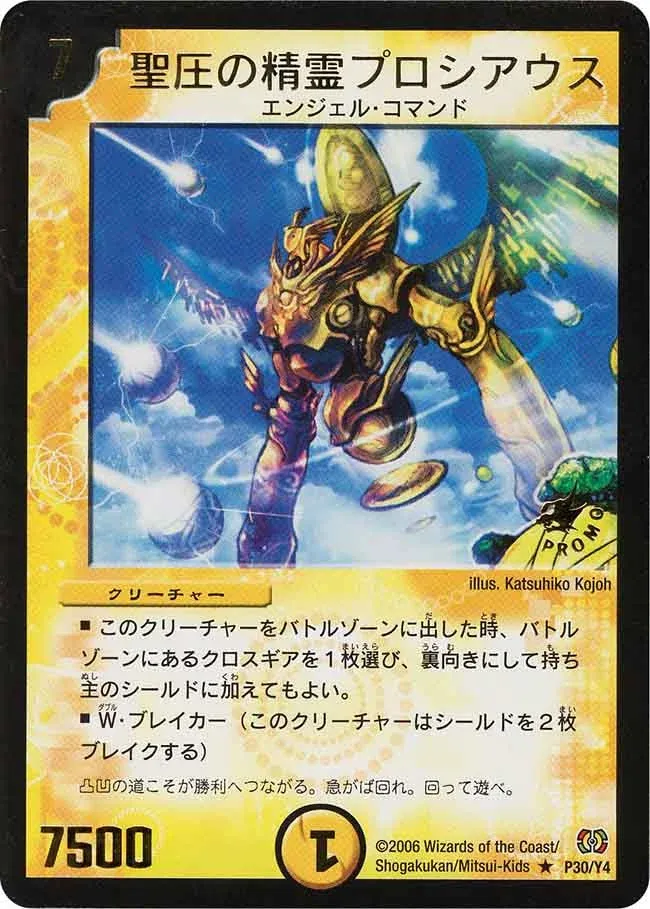 7
聖圧の精霊プロシアウス
エンジェル・コマンド
PROMO
illus. Katsuhiko Kojoh
クリーチャー
■ このクリーチャーをバトルゾーンに出した時、バトル
ゾーンにあるクロスギアを1枚選び、裏向きにして持ち
主のシールドに加えてもよい。
■ W・ブレイカー(このクリーチャーはシールドを2枚
ブレイクする)
凸凹の道こそが勝利へつながる。急がば回れ。回って遊べ。
7500
1
©2006 Wizards of the Coast/
Shogakukan/Mitsui-Kids ★ P30/Y4